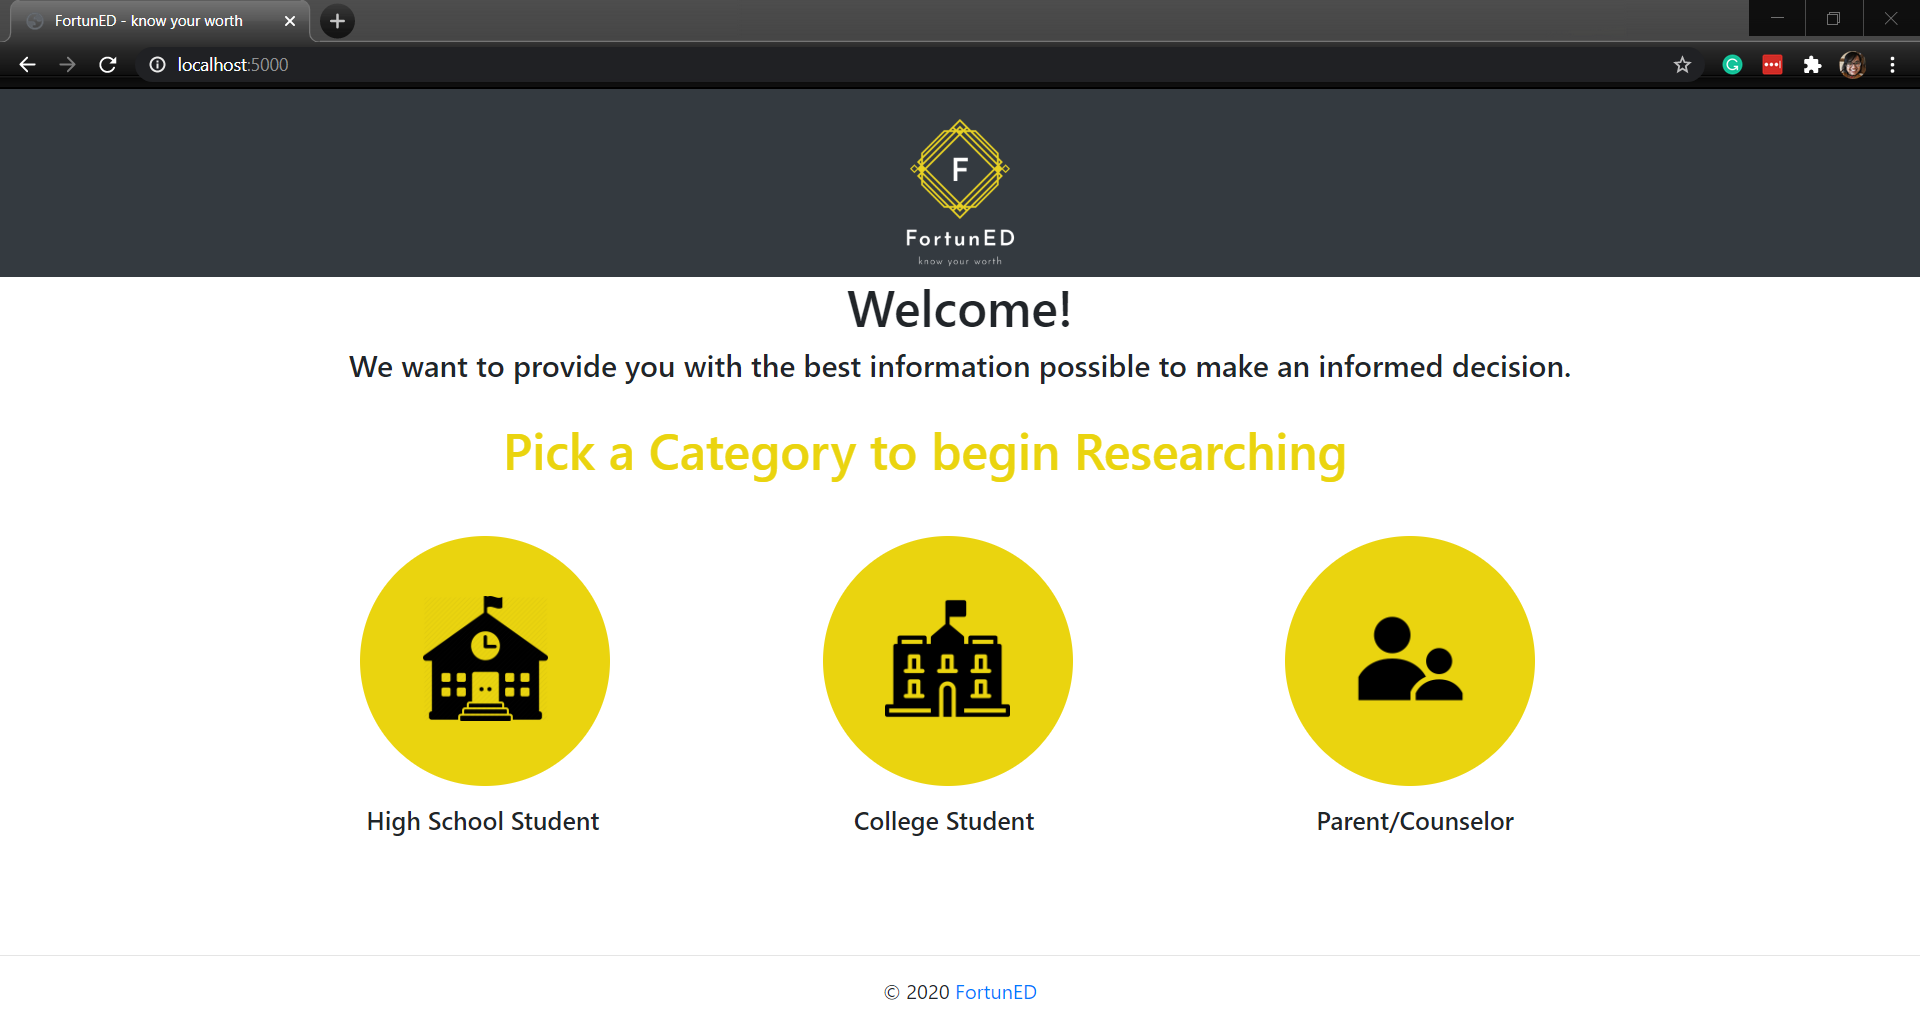 FortunED - know your worth
localhost:5000
F
FortunED
know your worth
Welcome!
We want to provide you with the best information possible to make an informed decision.
Pick a Category to begin Researching
High School Student
College Student
Parent/Counselor
© 2020 FortunED